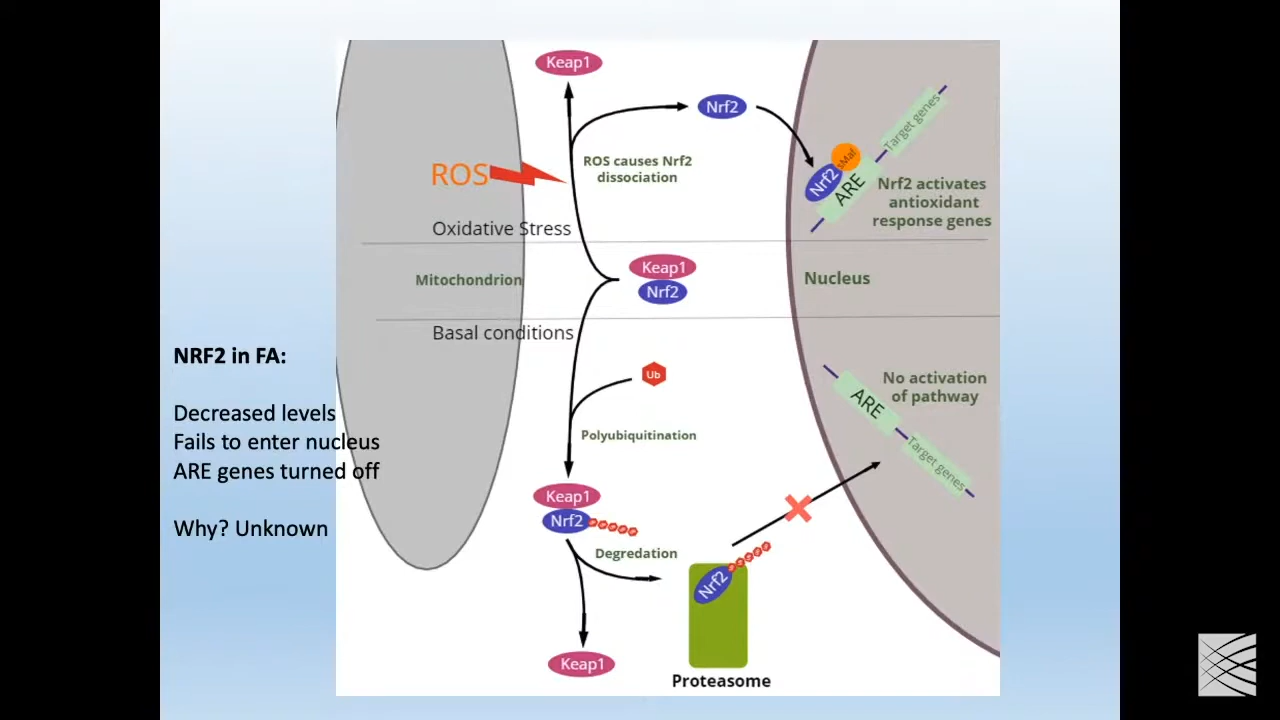 Keap1
Nrf2
ROS causes Nrf2
dissociation
ROS
Oxidative Stress
Nrf2
sMaf
ARE
Target genes
Nrf2 activates
antioxidant
response genes
Keap1
Nrf2
Mitochondrion
Nucleus
Basal conditions
NRF2 in FA:
Decreased levels
Fails to enter nucleus
ARE genes turned off
Why? Unknown
Ub
Polyubiquitination
No activation
of pathway
ARE
Target genes
Keap1
Nrf2
Degredation
Nrf2
Keap1
Proteasome